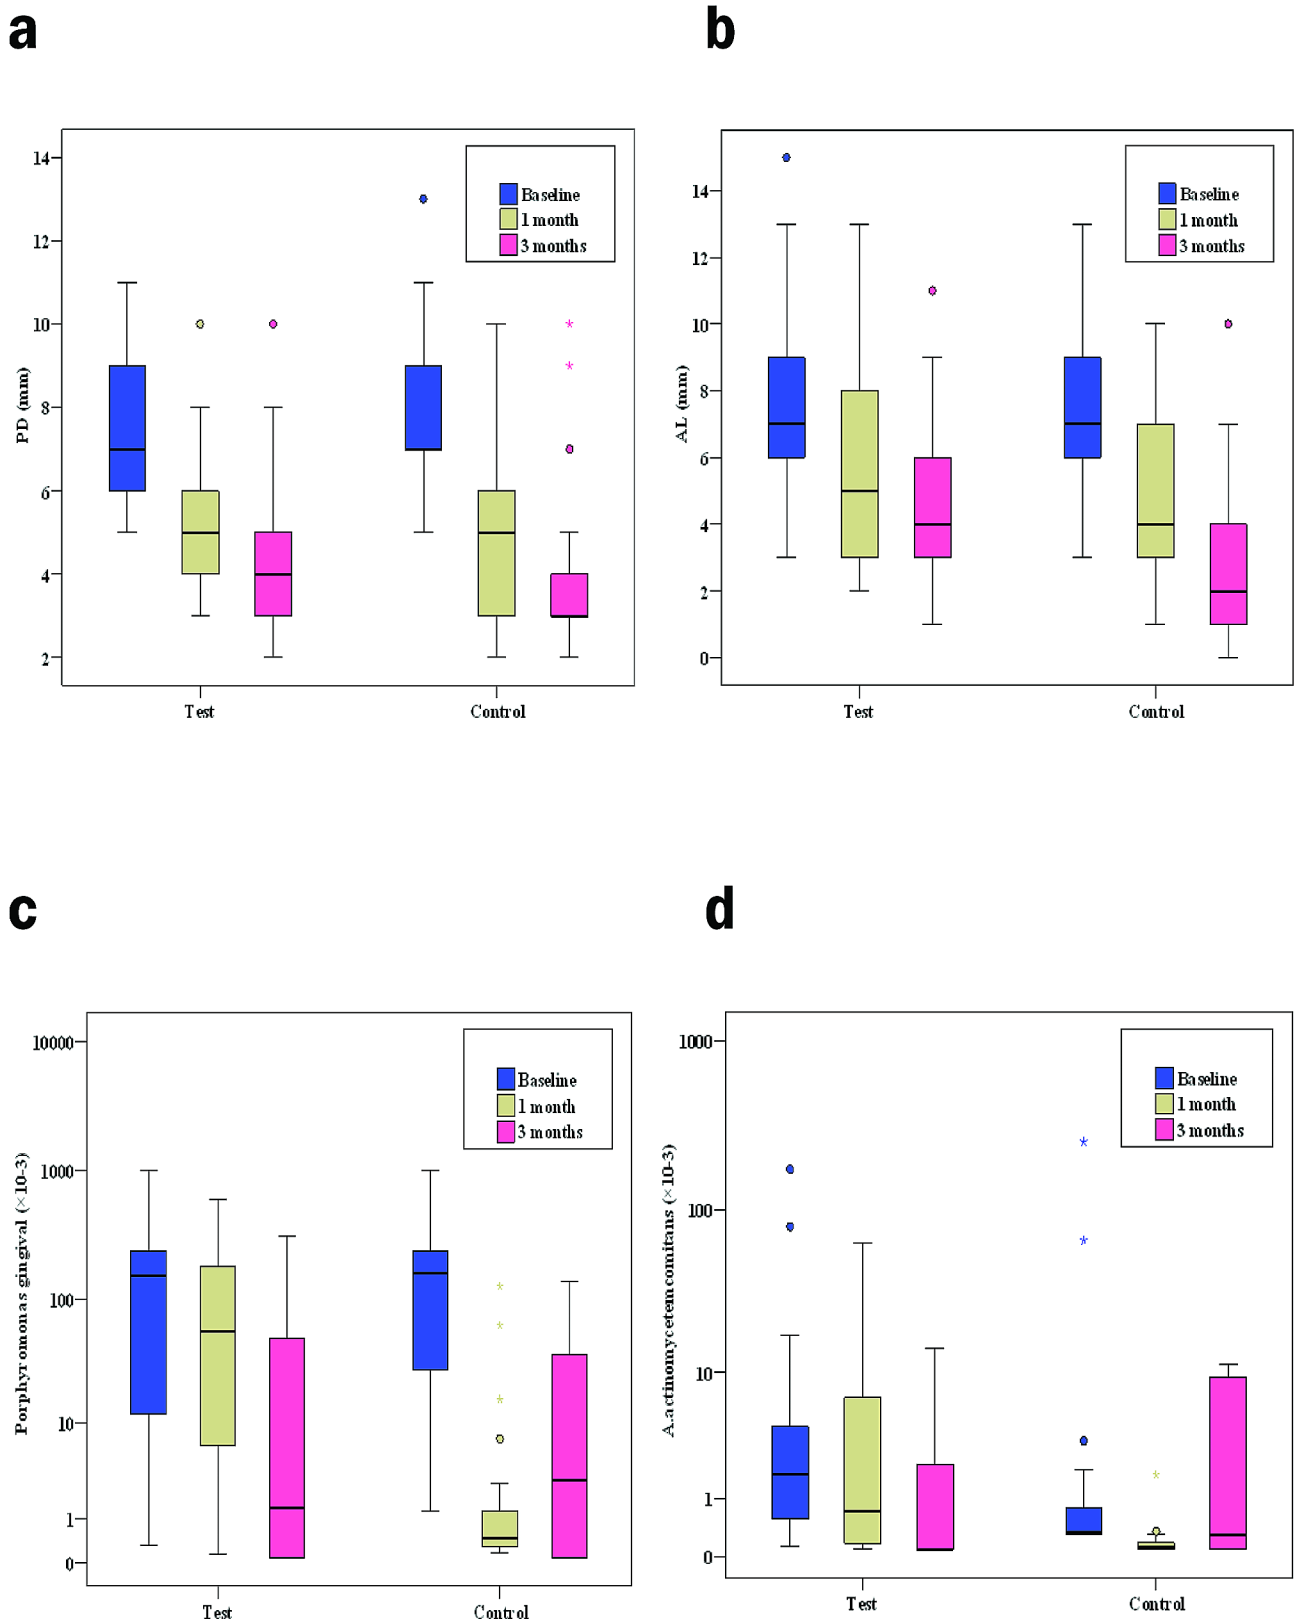 a
14
12
10
8
6
4
2
PD (mm)
Baseline
1 month
3 months
Test
Control
b
14
12
10
8
6
4
2
0
AL (mm)
Baseline
1 month
3 months
Test
Control
c
10000
1000
100
10
1
0
Porphyromonas gingival (×10-3)
Baseline
1 month
3 months
Test
Control
d
1000
100
10
1
0
A.actinomycetemcomitans (×10-3)
Baseline
1 month
3 months
Test
Control